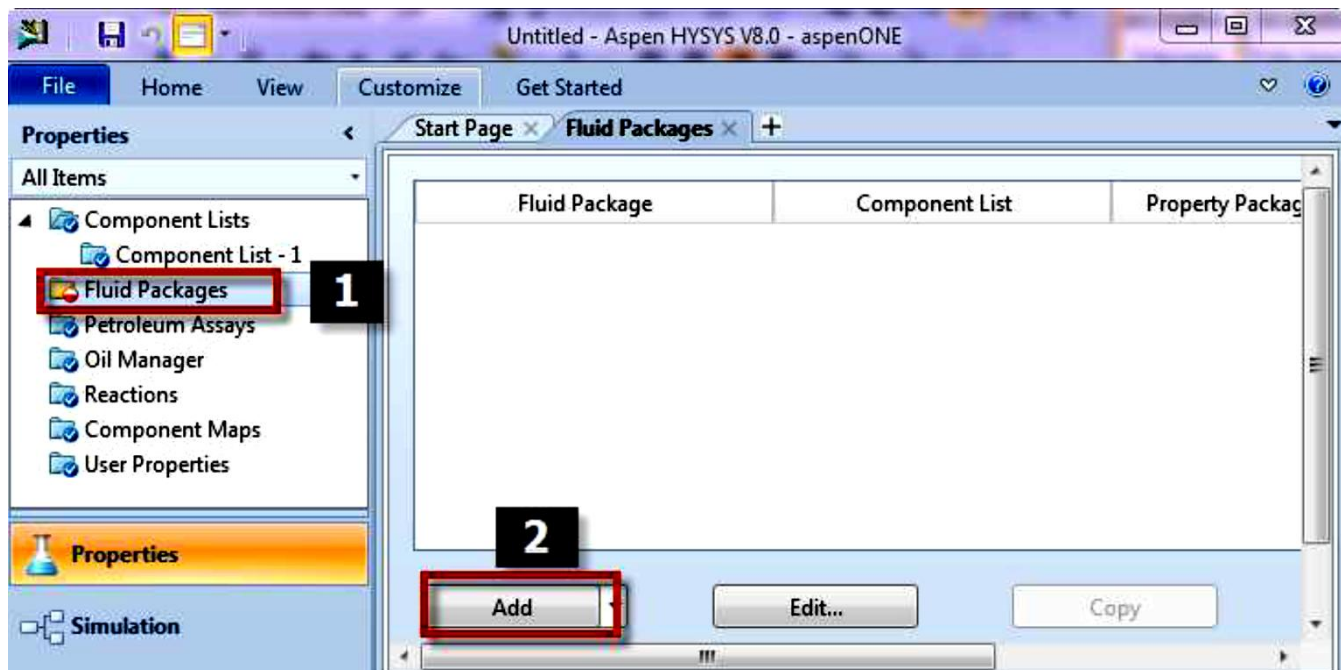 Untitled - Aspen HYSYS V8.0 - aspenONE
File Home View Customize Get Started
Properties
Start Page Fluid Packages
All Items
Component Lists
Component List - 1
Fluid Packages
1
Petroleum Assays
Oil Manager
Reactions
Component Maps
User Properties
Properties
Simulation
Fluid Package Component List Property Packag
2
Add Edit... Copy